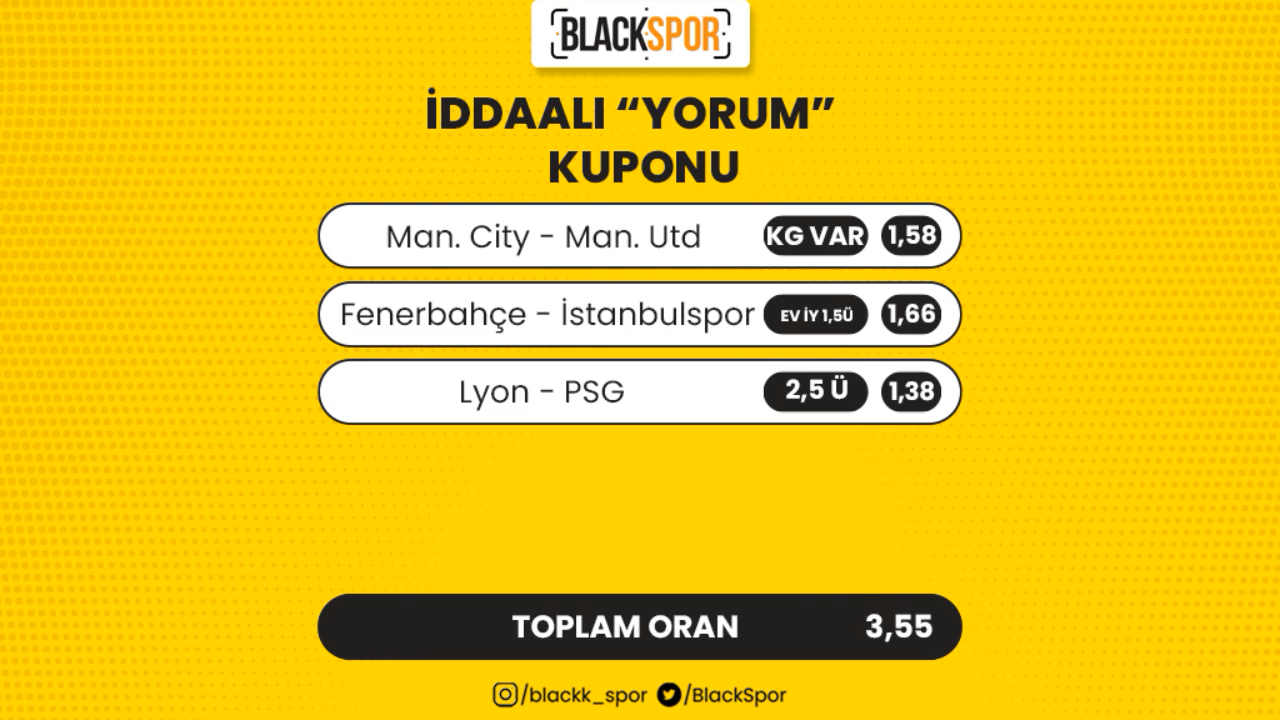 BLACKSPOR
İDDAALI “YORUM”
KUPONU
Man. City - Man. Utd KG VAR 1,58
Fenerbahçe - İstanbulspor EV İY 1,5Ü 1,66
Lyon - PSG 2,5 Ü 1,38
TOPLAM ORAN 3,55
/blackk_spor /BlackSpor